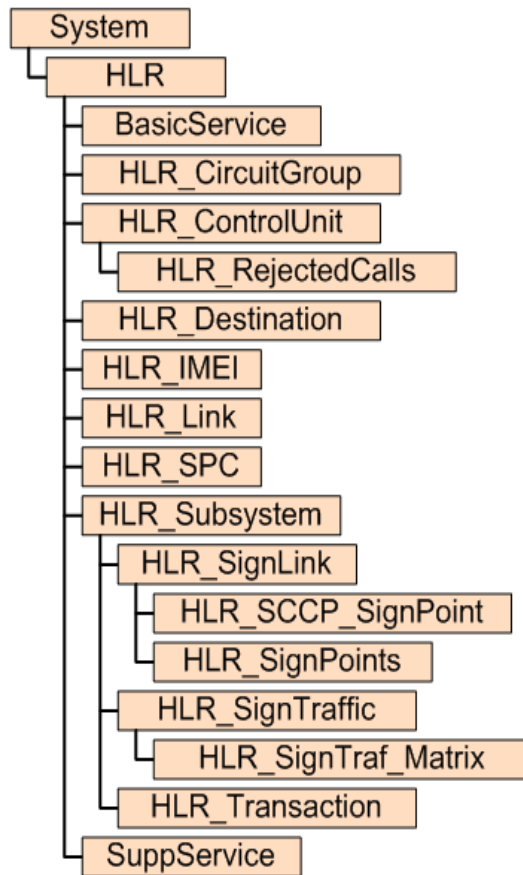 System
HLR
BasicService
HLR_CircuitGroup
HLR_ControlUnit
HLR_RejectedCalls
HLR_Destination
HLR_IMEI
HLR_Link
HLR_SPC
HLR_Subsystem
HLR_SignLink
HLR_SCCP_SignPoint
HLR_SignPoints
HLR_SignTraffic
HLR_SignTraf_Matrix
HLR_Transaction
SuppService